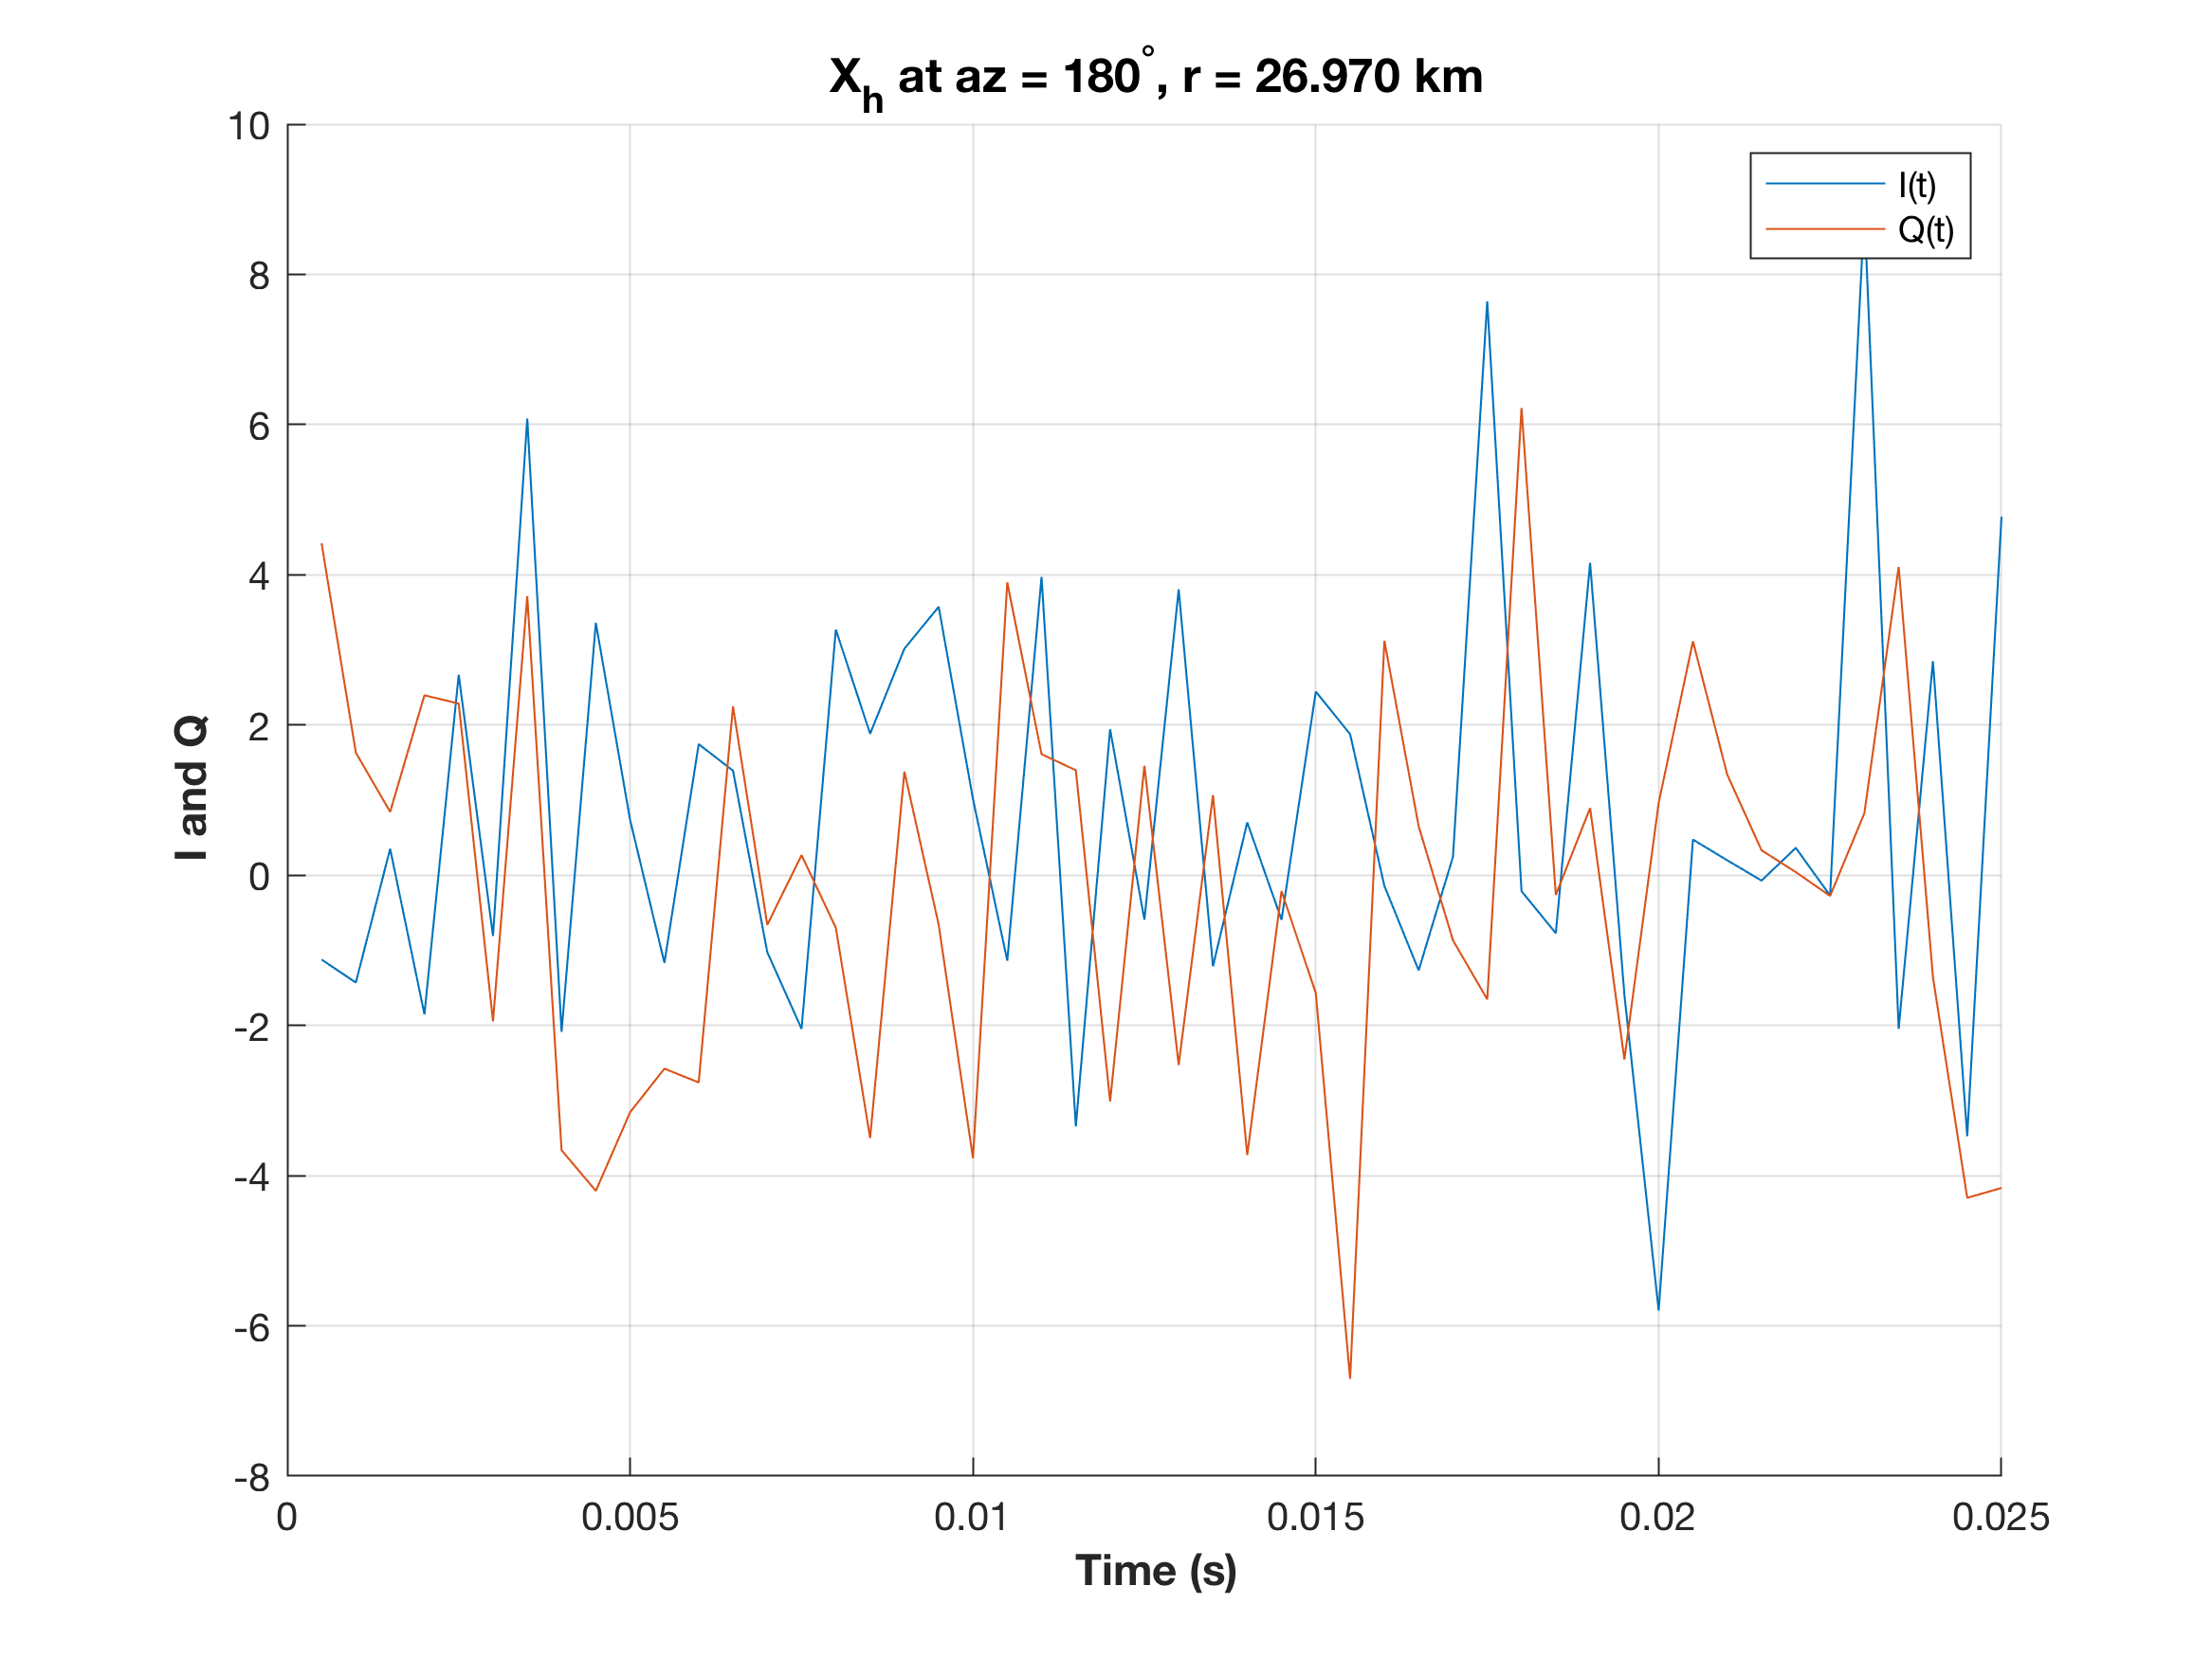 X_h at az = 180°, r = 26.970 km
10
8
6
4
2
0
-2
-4
-6
-8
I and Q
I(t)
Q(t)
0 0.005 0.01 0.015 0.02 0.025
Time (s)